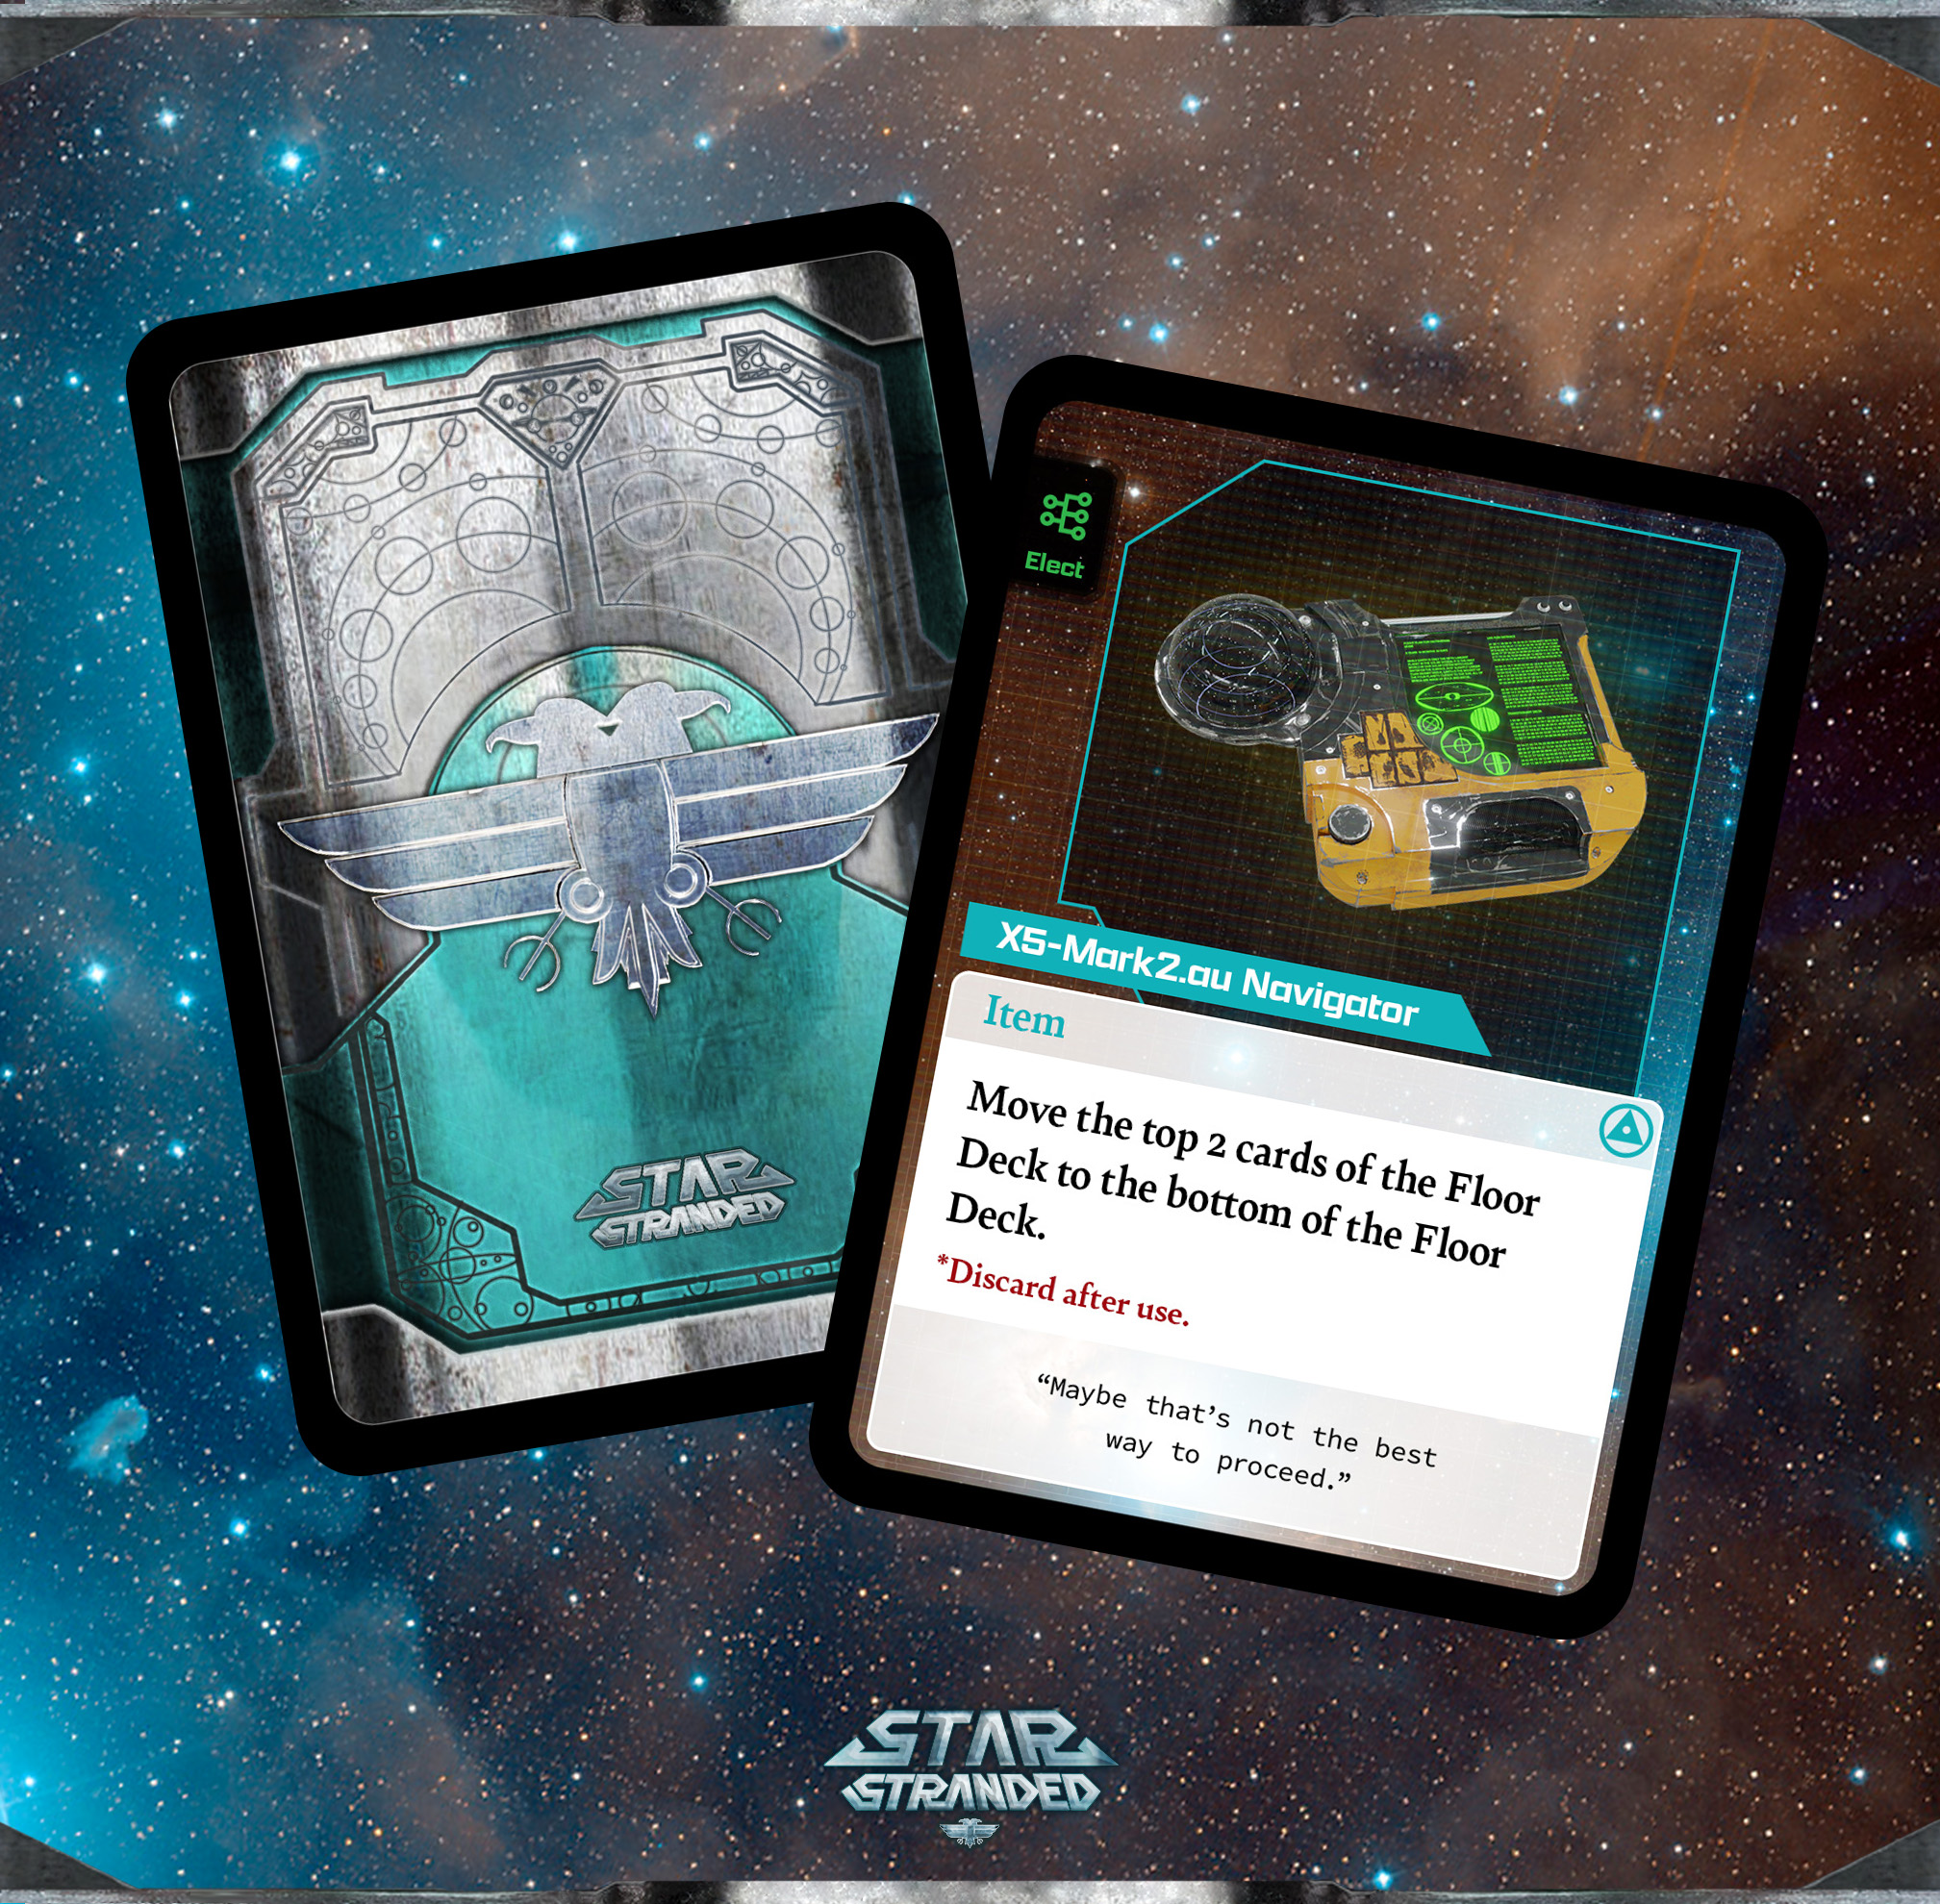 STAR
STRANDED
Elect
X5-Mark2.au Navigator
Item
Move the top 2 cards of the Floor
Deck to the bottom of the Floor
Deck.
*Discard after use.
“Maybe that’s not the best
way to proceed.”
STAR
STRANDED